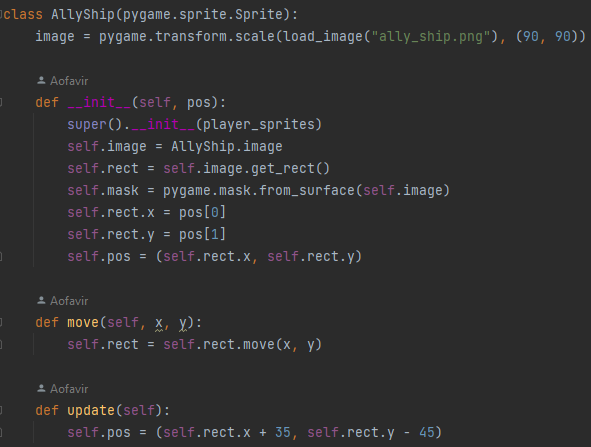 class AllyShip(pygame.sprite.Sprite):
    image = pygame.transform.scale(load_image("ally_ship.png"), (90, 90))
Aofavir
    def __init__(self, pos):
        super().__init__(player_sprites)
        self.image = AllyShip.image
        self.rect = self.image.get_rect()
        self.mask = pygame.mask.from_surface(self.image)
        self.rect.x = pos[0]
        self.rect.y = pos[1]
        self.pos = (self.rect.x, self.rect.y)
Aofavir
    def move(self, x, y):
        self.rect = self.rect.move(x, y)
Aofavir
    def update(self):
        self.pos = (self.rect.x + 35, self.rect.y - 45)